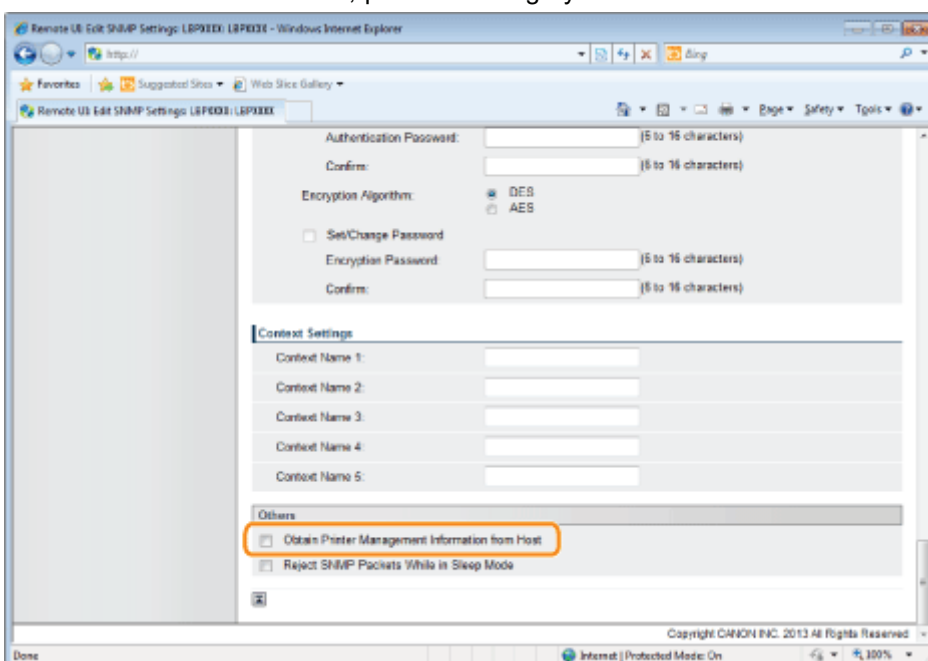 Remote UI: Edit SNMP Settings: LBPXXXX: LBPXXXX - Windows Internet Explorer
http://
Bing
Favorites Suggested Sites Web Slice Gallery
Remote UI: Edit SNMP Settings: LBPXXXX: LBPXXXX
Page Safety Tools
Authentication Password: (6 to 16 characters)
Confirm: (6 to 16 characters)
Encryption Algorithm: DES
AES
Set/Change Password
Encryption Password: (6 to 16 characters)
Confirm: (6 to 16 characters)
Context Settings
Context Name 1:
Context Name 2:
Context Name 3:
Context Name 4:
Context Name 5:
Others
Obtain Printer Management Information from Host
Reject SNMP Packets While in Sleep Mode
Copyright CANON INC. 2013 All Rights Reserved
Done Internet | Protected Mode: On 100%